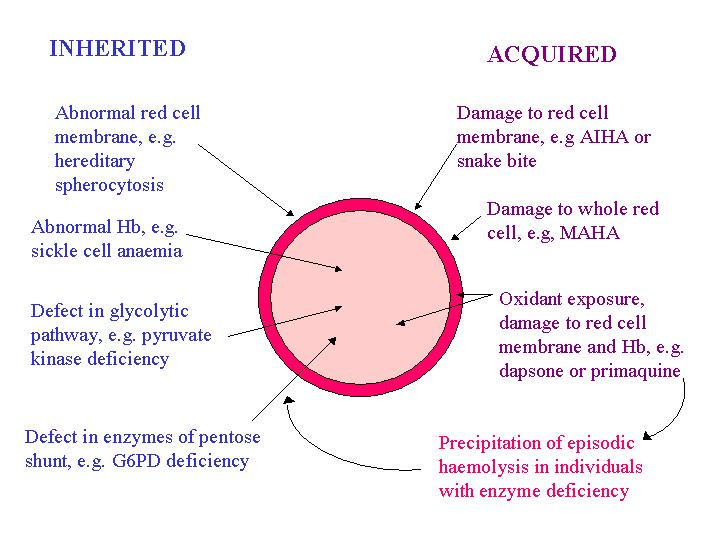 INHERITED
ACQUIRED
Abnormal red cell
membrane, e.g.
hereditary
spherocytosis
Abnormal Hb, e.g.
sickle cell anaemia
Defect in glycolytic
pathway, e.g. pyruvate
kinase deficiency
Defect in enzymes of pentose
shunt, e.g. G6PD deficiency
Damage to red cell
membrane, e.g AIHA or
snake bite
Damage to whole red
cell, e.g, MAHA
Oxidant exposure,
damage to red cell
membrane and Hb, e.g.
dapsone or primaquine
Precipitation of episodic
haemolysis in individuals
with enzyme deficiency